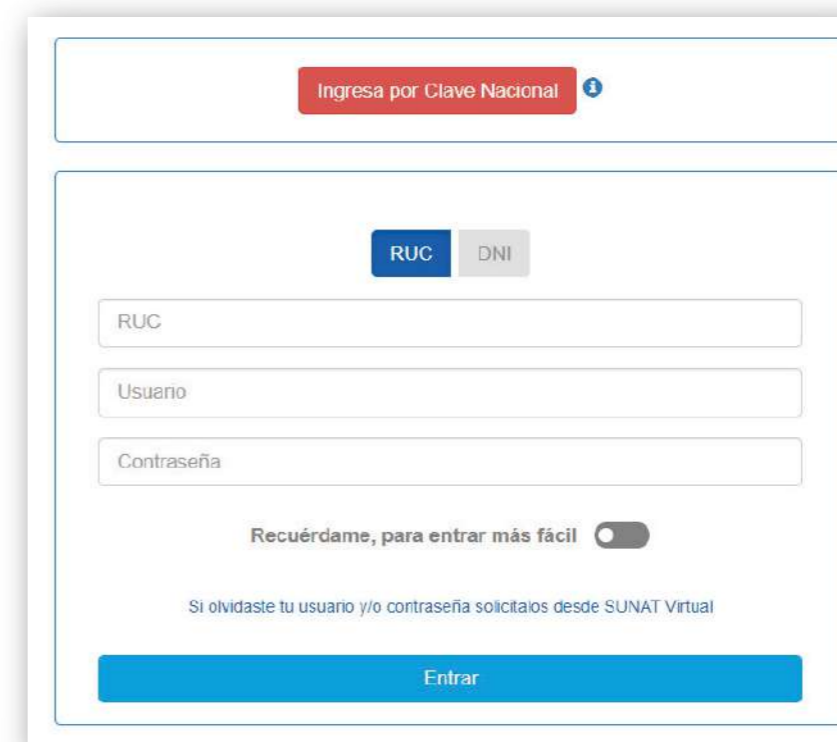 Ingresa por Clave Nacional
RUC DNI
RUC
Usuario
Contraseña
Recuérdame, para entrar más fácil
Si olvidaste tu usuario y/o contraseña solicitalos desde SUNAT Virtual
Entrar